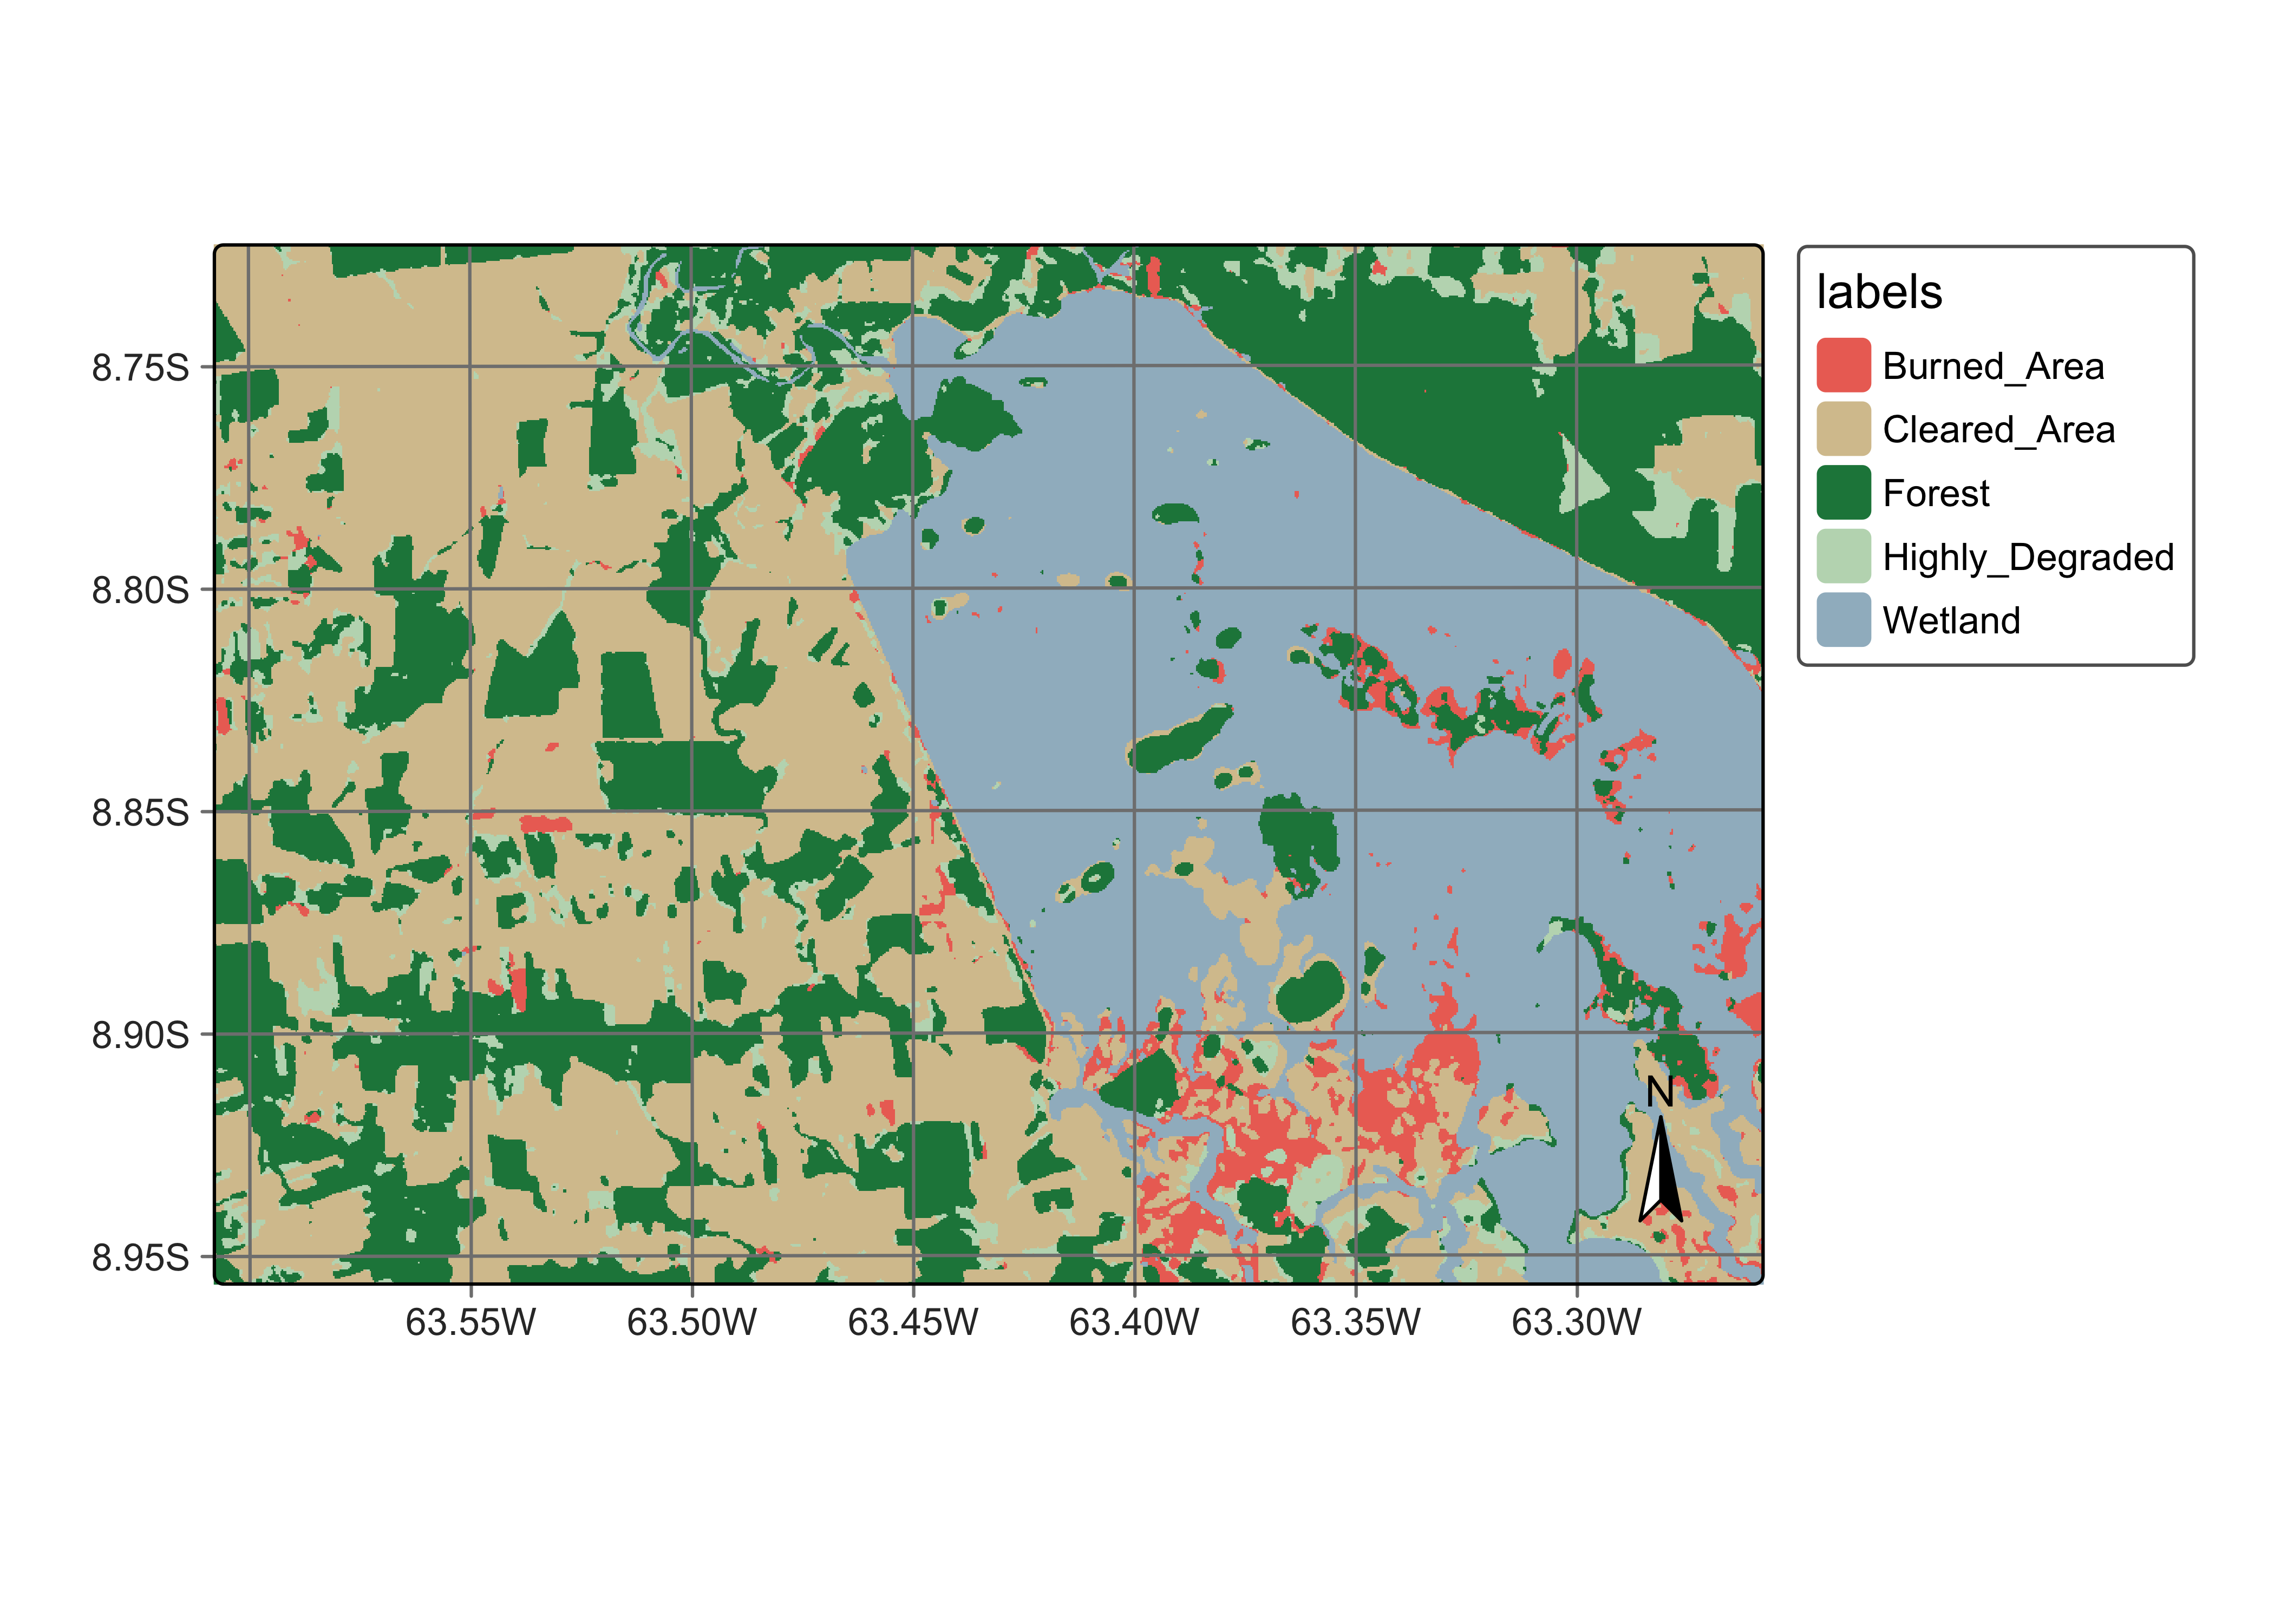 labels
Burned_Area
Cleared_Area
Forest
Highly_Degraded
Wetland
8.75S
8.80S
8.85S
8.90S
8.95S
N
63.55W 63.50W 63.45W 63.40W 63.35W 63.30W